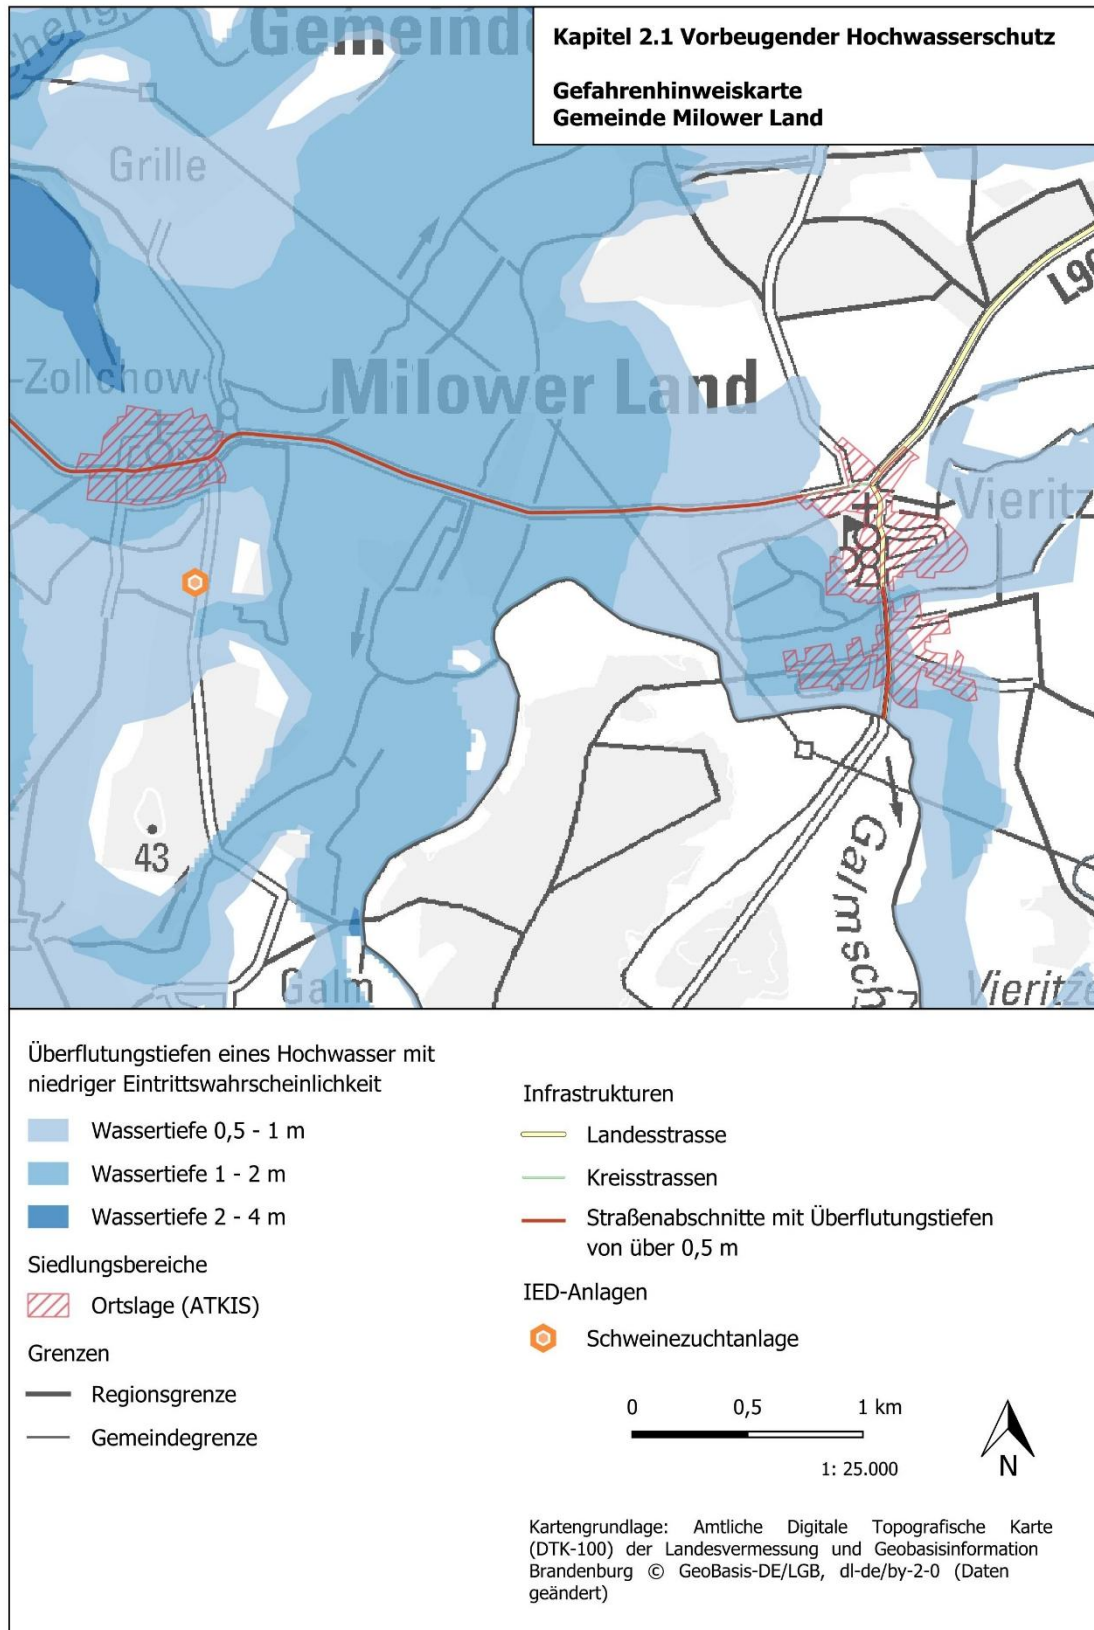 Gemeinde
Kapitel 2.1 Vorbeugender Hochwasserschutz
Gefahrenhinweiskarte
Gemeinde Milower Land
Grille
L96
Zollchow
Milower Land
Vieritz
43
Galm
Galmsch
Vieritze
Überflutungstiefen eines Hochwasser mit
niedriger Eintrittswahrscheinlichkeit
Wassertiefe 0,5 - 1 m
Wassertiefe 1 - 2 m
Wassertiefe 2 - 4 m
Siedlungsbereiche
Ortslage (ATKIS)
Grenzen
Regionsgrenze
Gemeindegrenze
Infrastrukturen
Landesstrasse
Kreisstrassen
Straßenabschnitte mit Überflutungstiefen
von über 0,5 m
IED-Anlagen
Schweinezuchtanlage
0 0,5 1 km
1: 25.000
N
Kartengrundlage: Amtliche Digitale Topografische Karte
(DTK-100) der Landesvermessung und Geobasisinformation
Brandenburg © GeoBasis-DE/LGB, dl-de/by-2-0 (Daten
geändert)